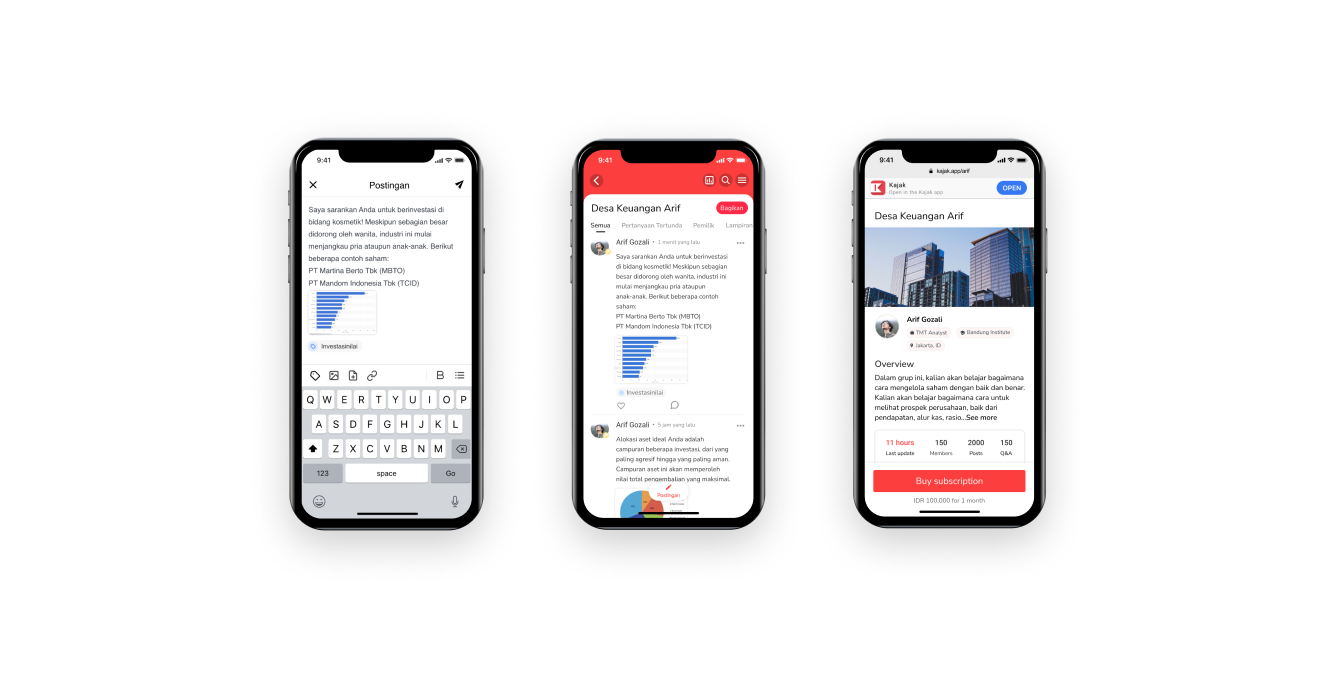 9:41
Postingan
Saya sarankan Anda untuk berinvestasi di
bidang kosmetik! Meskipun sebagian besar
didorong oleh wanita, industri ini mulai
menjangkau pria ataupun anak-anak. Berikut
beberapa contoh saham:
PT Martina Berto Tbk (MBTO)
PT Mandom Indonesia Tbk (TCID)
Investasinilai
B
Q W E R T Y U I O P
A S D F G H J K L
Z X C V B N M
123 space Go
9:41
Desa Keuangan Arif
Bagikan
Semua Pertanyaan Tertunda Pemilik Lampiran
Arif Gozali • 1 menit yang lalu
Saya sarankan Anda untuk berinvestasi
di bidang kosmetik! Meskipun sebagian
besar didorong oleh wanita, industri ini
mulai menjangkau pria ataupun
anak-anak. Berikut beberapa contoh
saham:
PT Martina Berto Tbk (MBTO)
PT Mandom Indonesia Tbk (TCID)
Investasinilai
Arif Gozali • 5 jam yang lalu
Alokasi aset ideal Anda adalah
campuran beberapa investasi, dari yang
paling agresif hingga yang paling aman.
Campuran aset ini akan memperoleh
nilai total pengembalian yang maksimal.
Postingan
9:41
kajak.app/arif
Kajak
Open in the Kajak app
OPEN
Desa Keuangan Arif
Arif Gozali
TMT Analyst
Bandung Institute
Jakarta, ID
Overview
Dalam grup ini, kalian akan belajar bagaimana
cara mengelola saham dengan baik dan benar.
Kalian akan belajar bagaimana cara untuk
melihat prospek perusahaan, baik dari
pendapatan, alur kas, rasio...See more
11 hours 150 2000 150
Last update Members Posts Q&A
Buy subscription
IDR 100,000 for 1 month